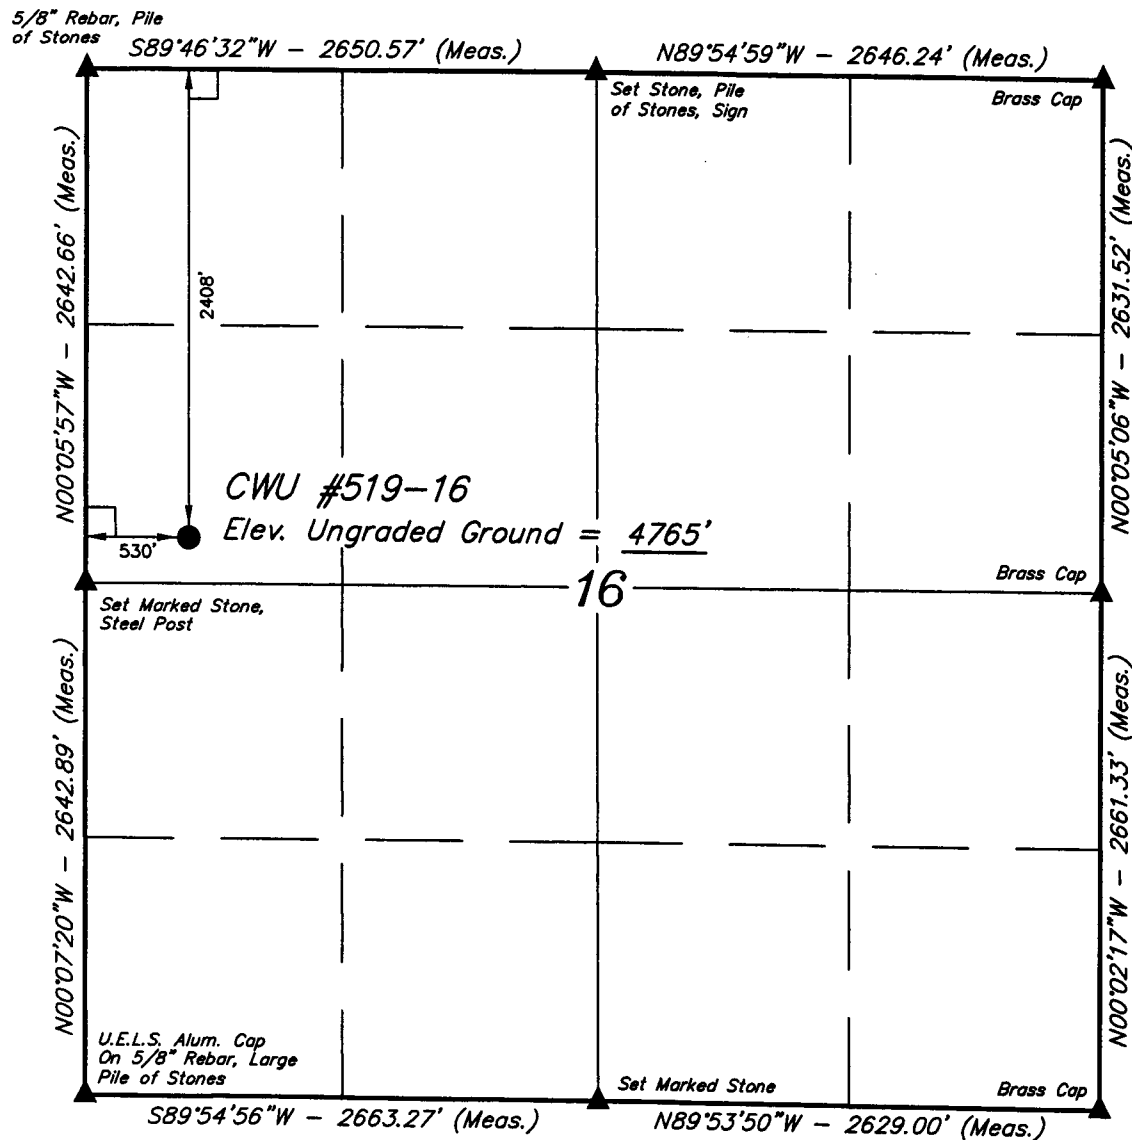 5/8" Rebar, Pile
of Stones
S89°46'32"W - 2650.57' (Meas.)
N89°54'59"W - 2646.24' (Meas.)
Set Stone, Pile
of Stones, Sign
Brass Cap
N00°05'57"W - 2642.66' (Meas.)
2408'
N00°05'06"W - 2631.52' (Meas.)
CWU #519-16
Elev. Ungraded Ground = 4765'
530'
16
Brass Cap
Set Marked Stone,
Steel Post
N00°07'20"W - 2642.89' (Meas.)
N00°02'17"W - 2661.33' (Meas.)
U.E.L.S. Alum. Cap
On 5/8" Rebar, Large
Pile of Stones
Set Marked Stone
Brass Cap
S89°54'56"W - 2663.27' (Meas.)
N89°53'50"W - 2629.00' (Meas.)